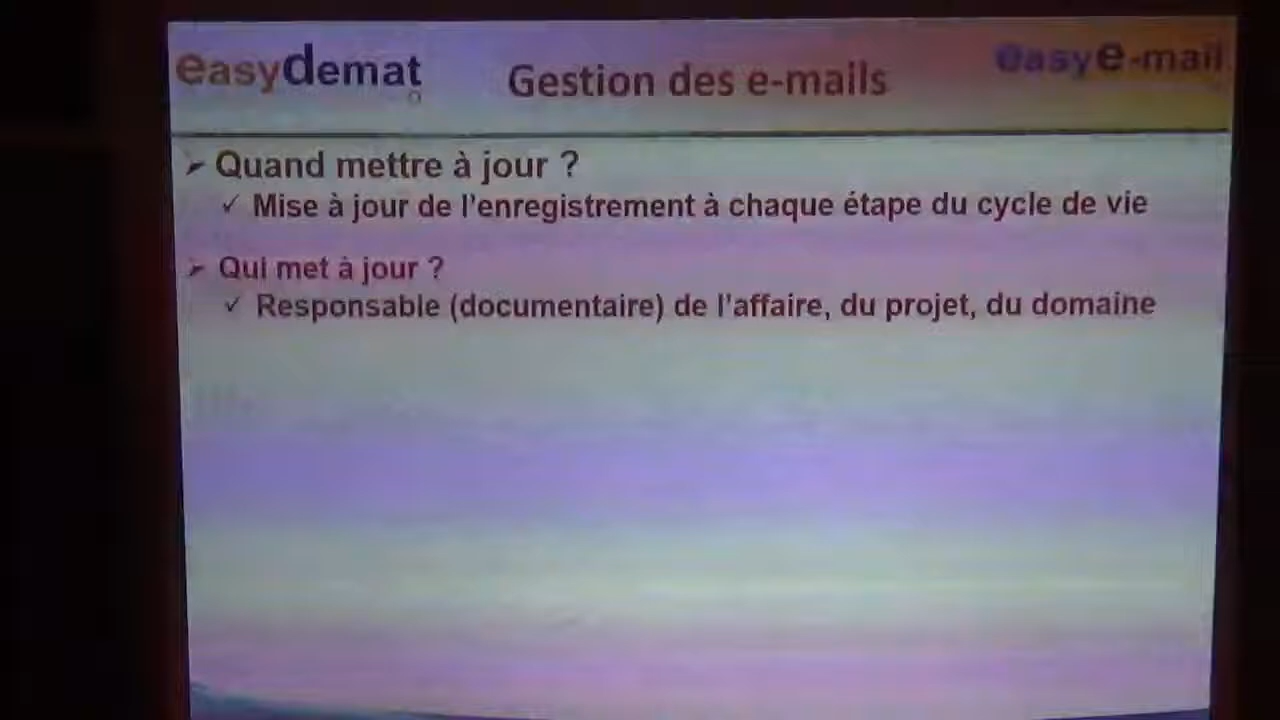 easydemat
Gestion des e-mails
easye-mail
➢ Quand mettre à jour ?
✓ Mise à jour de l'enregistrement à chaque étape du cycle de vie
➢ Qui met à jour ?
✓ Responsable (documentaire) de l'affaire, du projet, du domaine